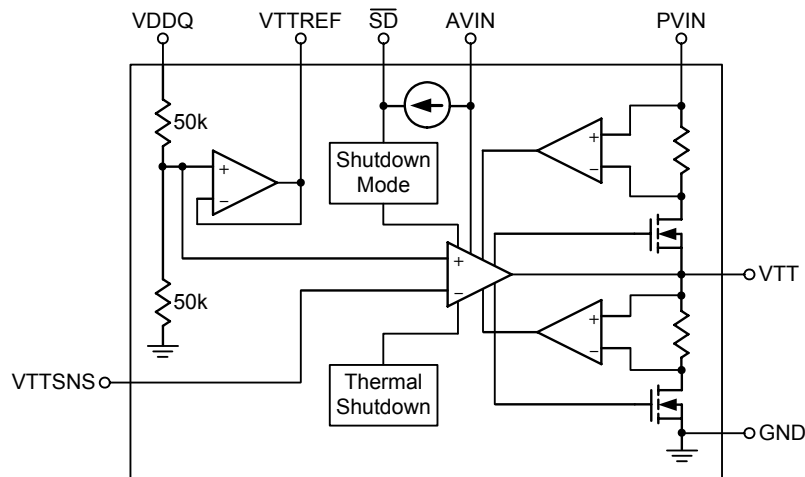 VDDQ VTTREF SD AVIN PVIN
50k
Shutdown
Mode
+
−
+
−
+
−
50k
VTT
+
−
VTTSNS
Thermal
Shutdown
GND